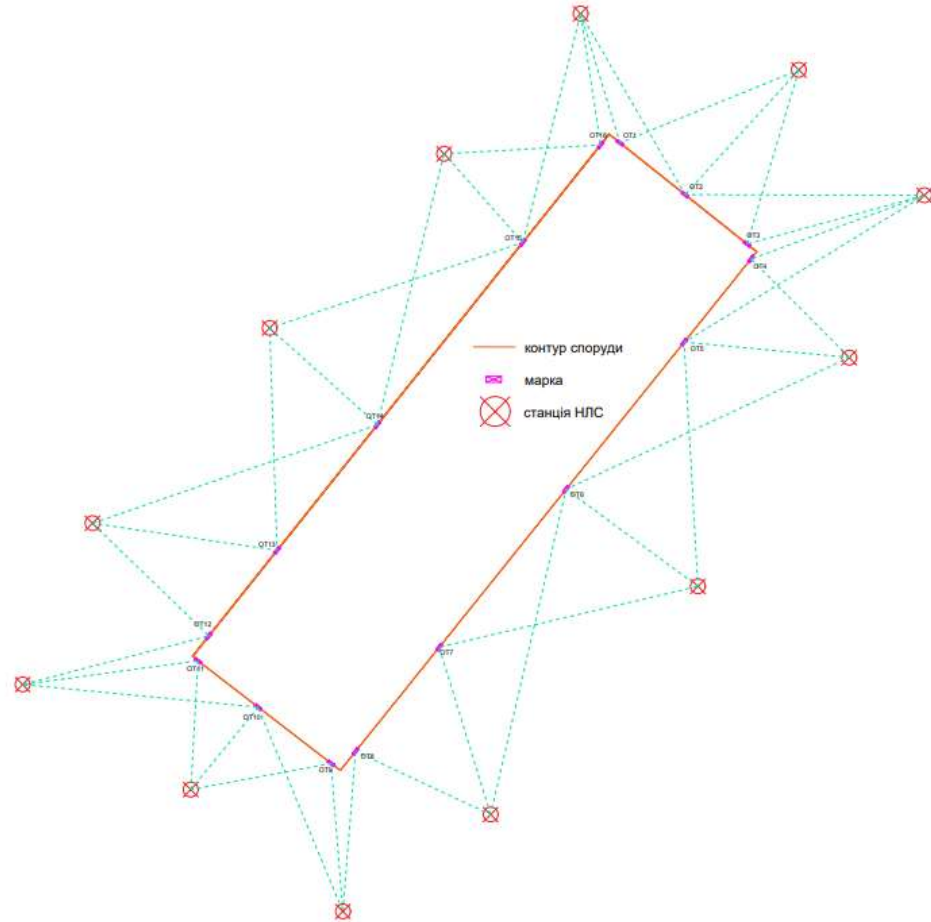 ОТ16
ОТ3
ОТ2
ОТ3
ОТ4
ОТ15
ОТ5
контур споруди
марка
станція НЛС
ОТ14
ОТ6
ОТ13
ОТ12
ОТ7
ОТ11
ОТ10
ОТ8
ОТ9